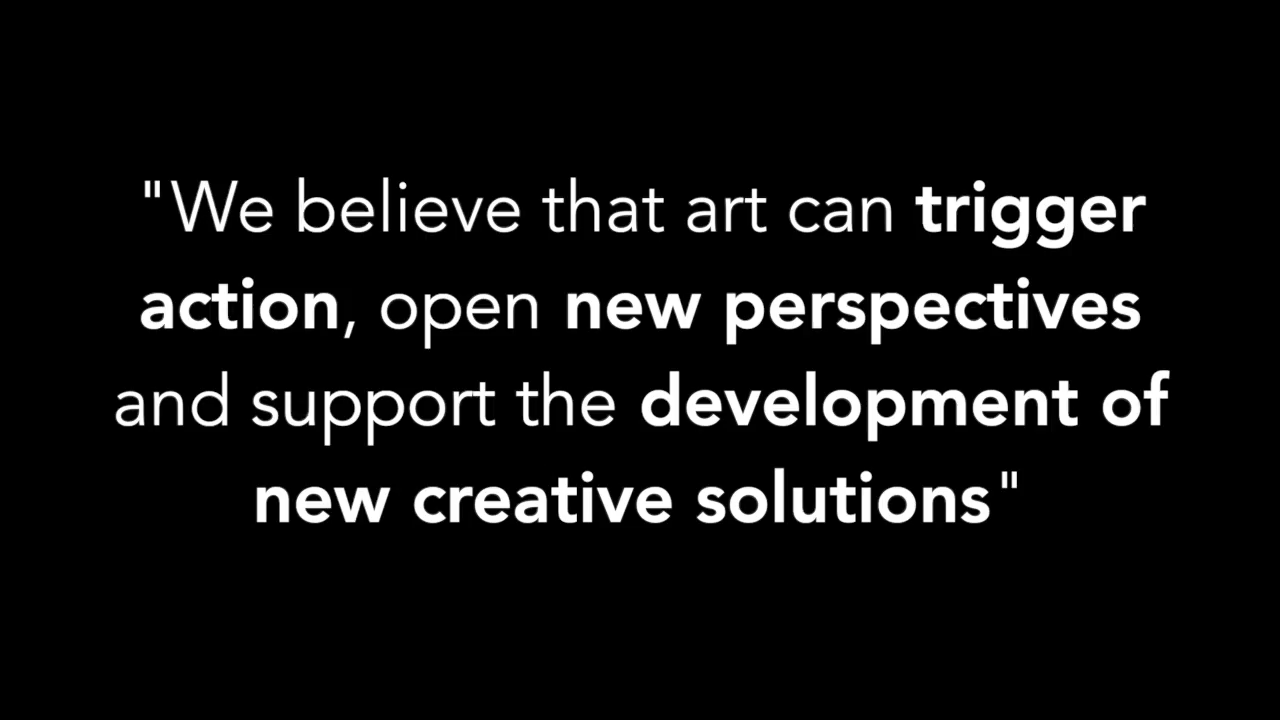 "We believe that art can trigger
action, open new perspectives
and support the development of
new creative solutions"